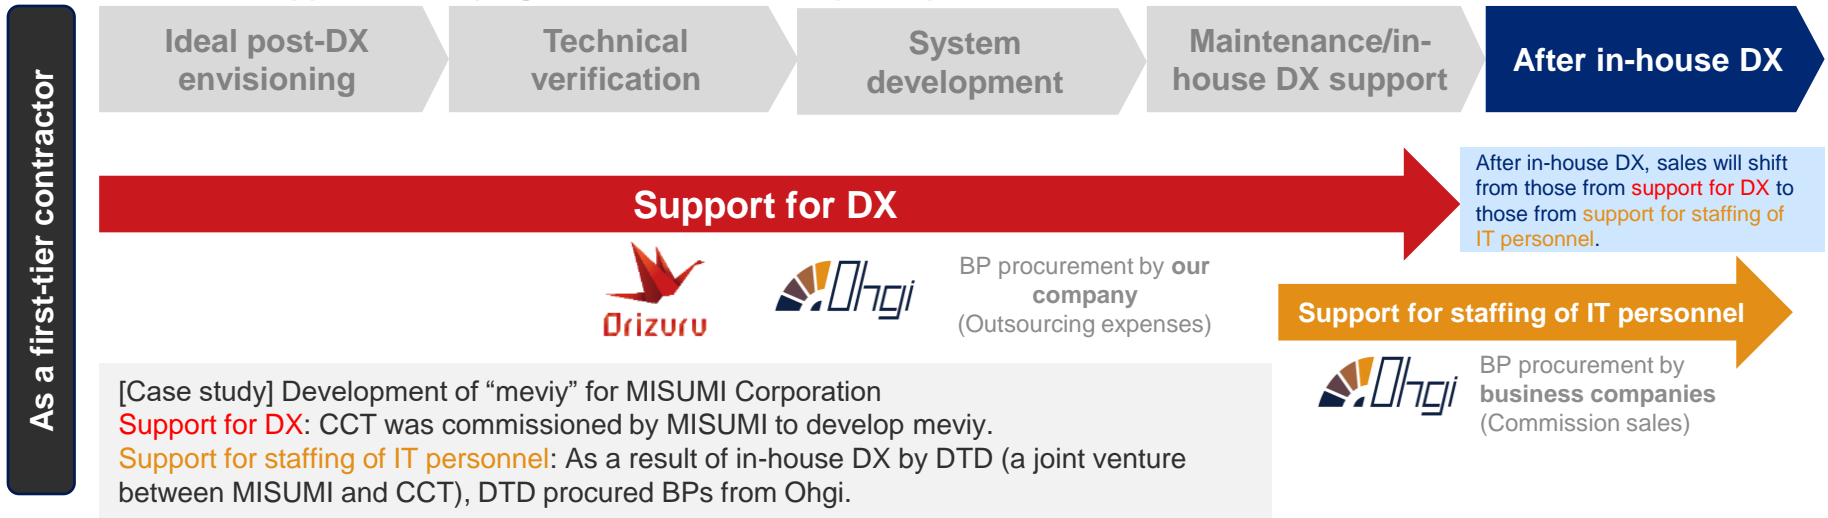 As a first-tier contractor
Ideal post-DX
envisioning
Technical
verification
System
development
Maintenance/in-
house DX support
After in-house DX
Support for DX
After in-house DX, sales will shift
from those from support for DX to
those from support for staffing of
IT personnel.
Orizuru
Ohgi
BP procurement by our
company
(Outsourcing expenses)
Support for staffing of IT personnel
Ohgi
BP procurement by
business companies
(Commission sales)
[Case study] Development of “meviy” for MISUMI Corporation
Support for DX: CCT was commissioned by MISUMI to develop meviy.
Support for staffing of IT personnel: As a result of in-house DX by DTD (a joint venture
between MISUMI and CCT), DTD procured BPs from Ohgi.